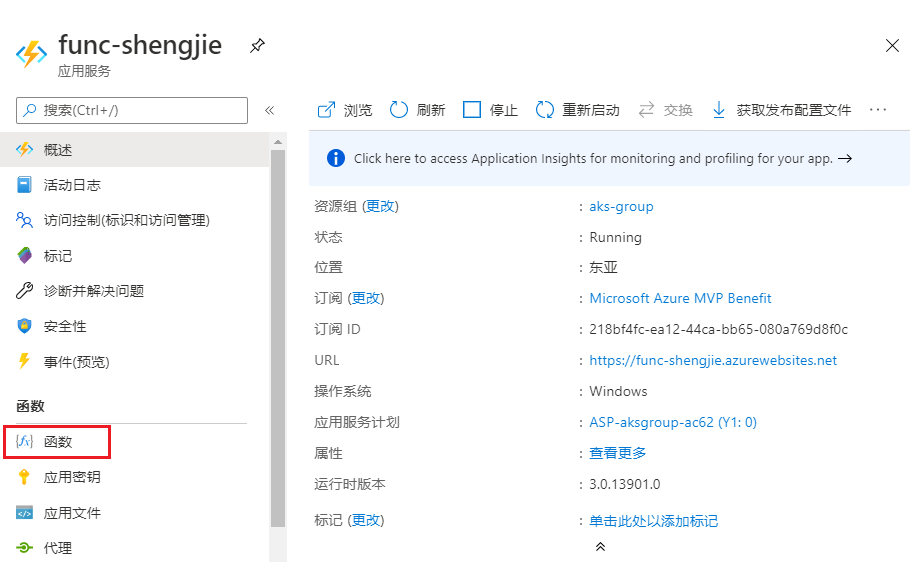 func-shengjie
应用服务
搜索(Ctrl+/)
«
概述
活动日志
访问控制(标识和访问管理)
标记
诊断并解决问题
安全性
事件(预览)
函数
函数
应用密钥
应用文件
代理
浏览 刷新 停止 重新启动 交换 获取发布配置文件 ···
Click here to access Application Insights for monitoring and profiling for your app. →
资源组 (更改) : aks-group
状态 : Running
位置 : 东亚
订阅 (更改) : Microsoft Azure MVP Benefit
订阅 ID : 218bf4fc-ea12-44ca-bb65-080a769d8f0c
URL : https://func-shengjie.azurewebsites.net
操作系统 : Windows
应用服务计划 : ASP-aksgroup-ac62 (Y1: 0)
属性 : 查看更多
运行时版本 : 3.0.13901.0
标记 (更改) : 单击此处以添加标记